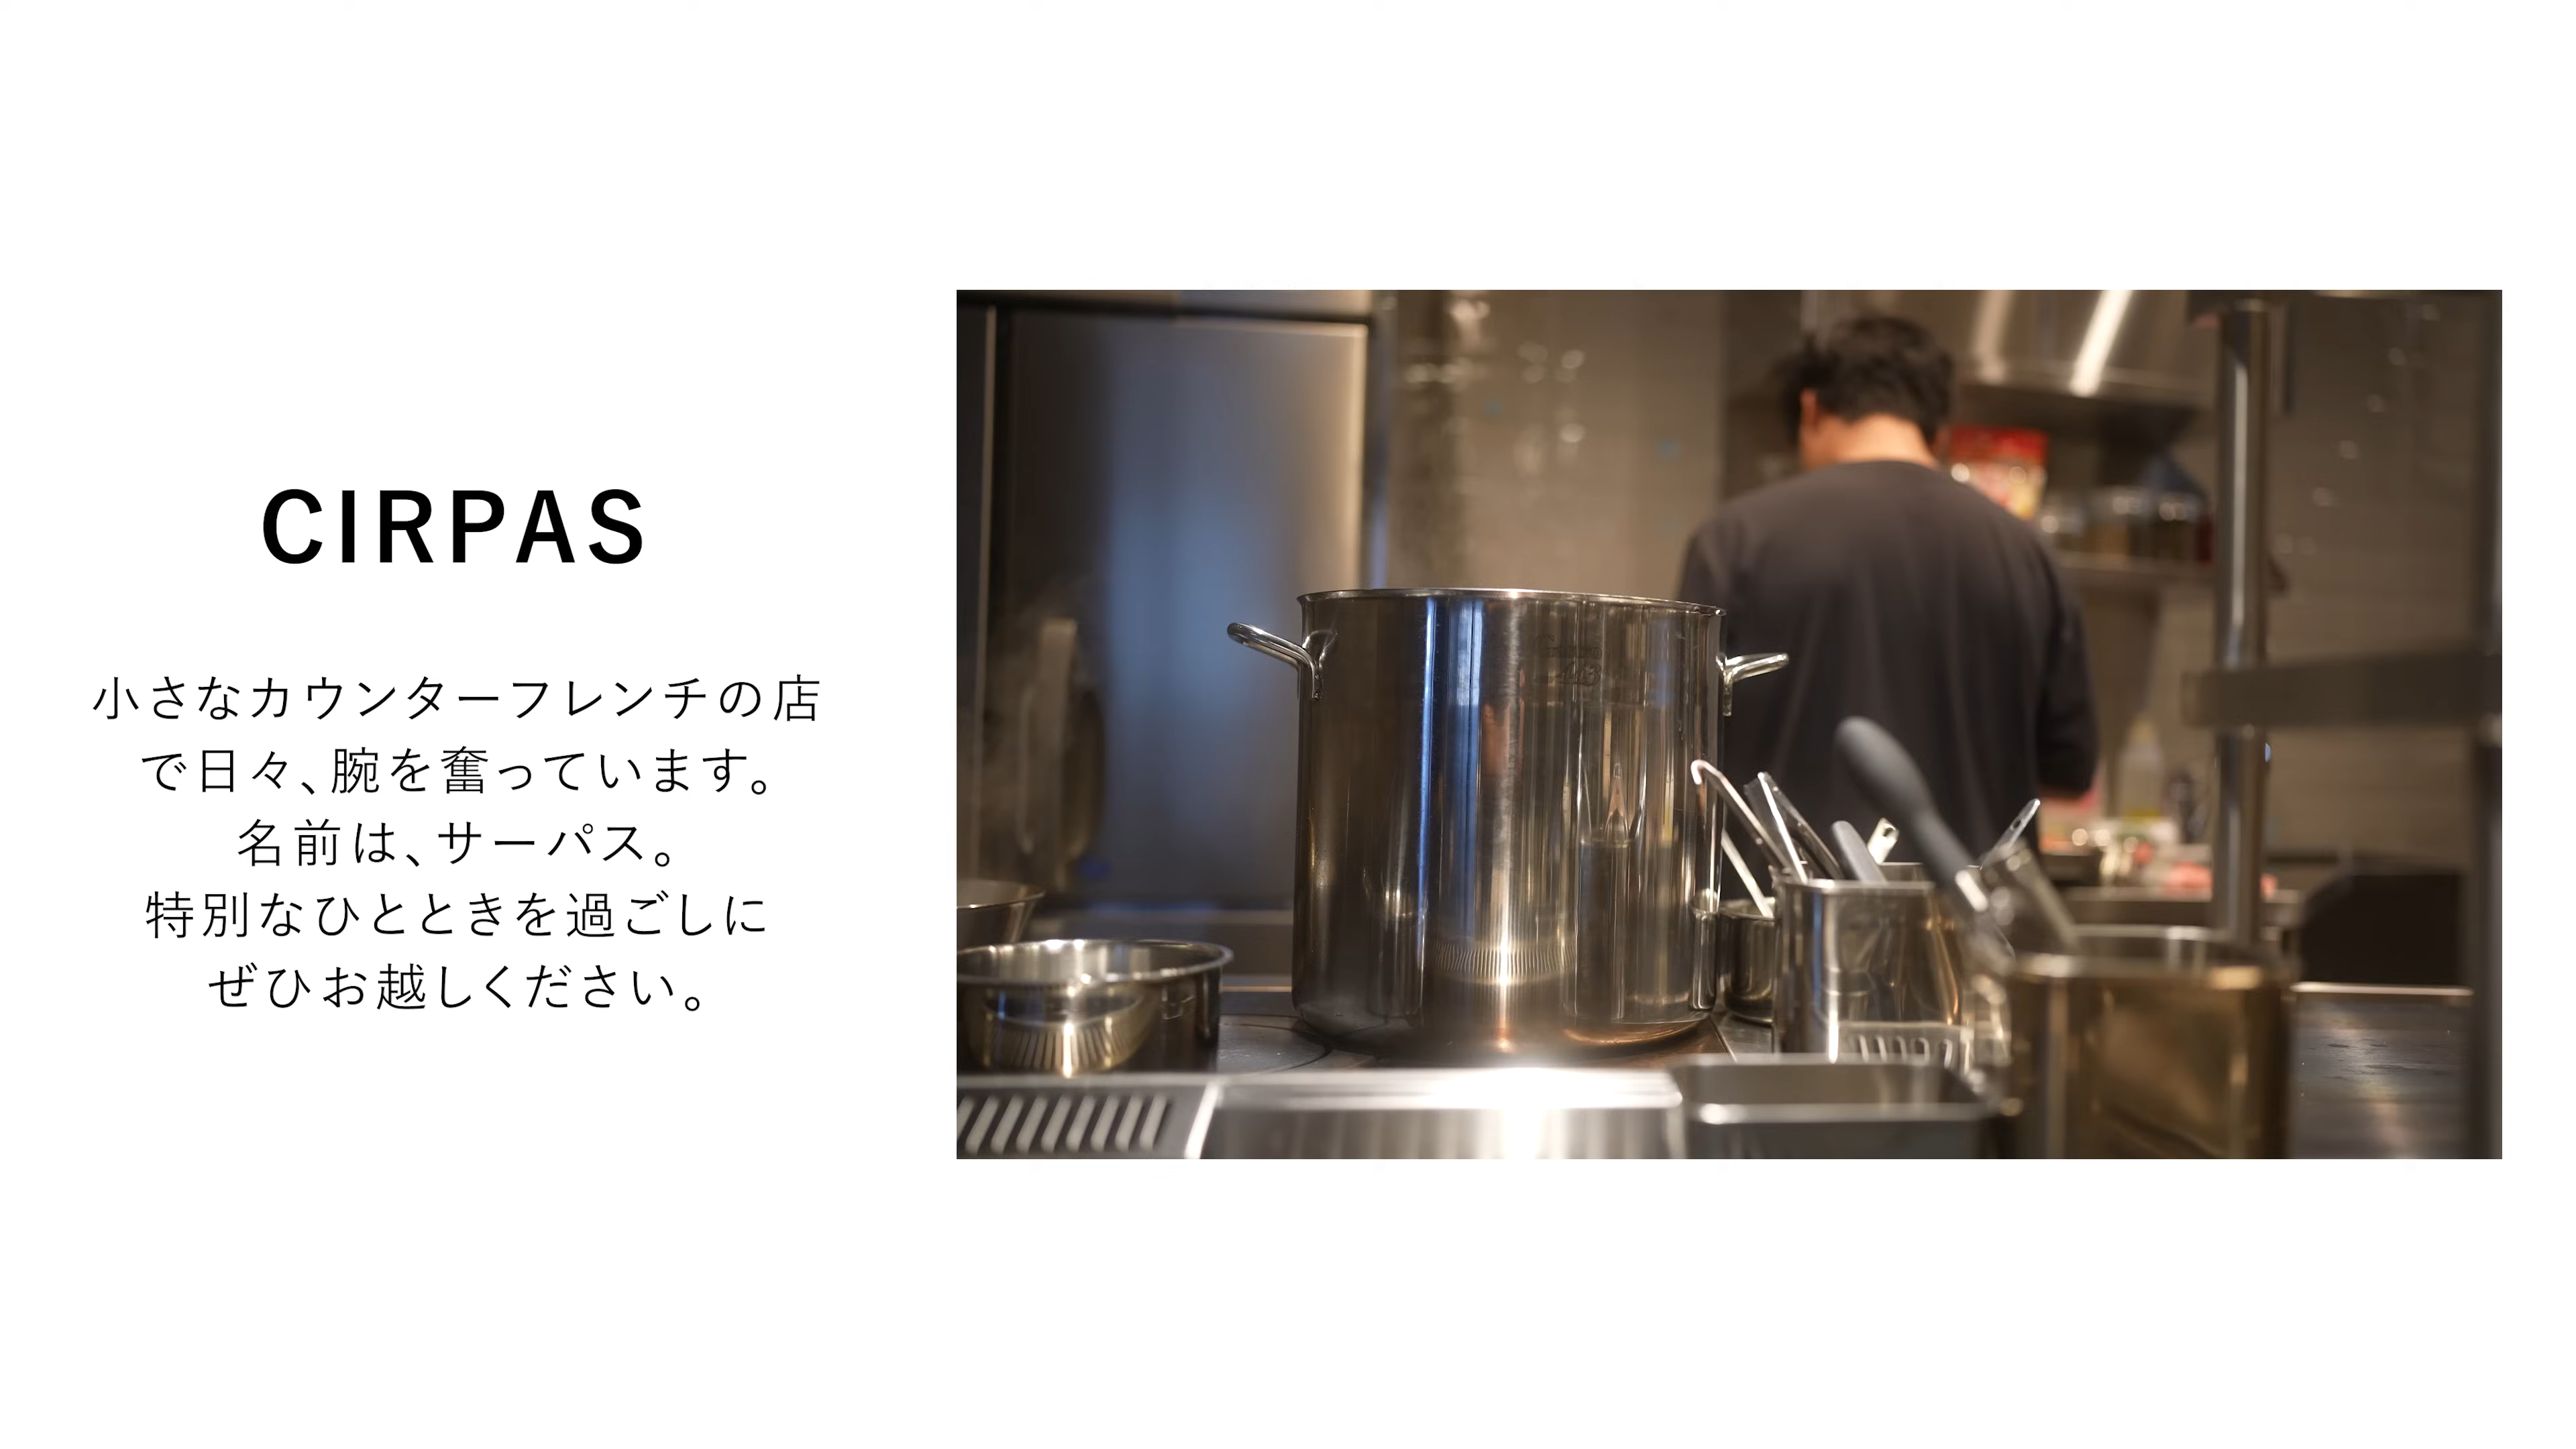 CIRPAS
小さなカウンターフレンチの店
で日々、腕を奮っています。
名前は、サーパス。
特別なひとときを過ごしに
ぜひお越しください。